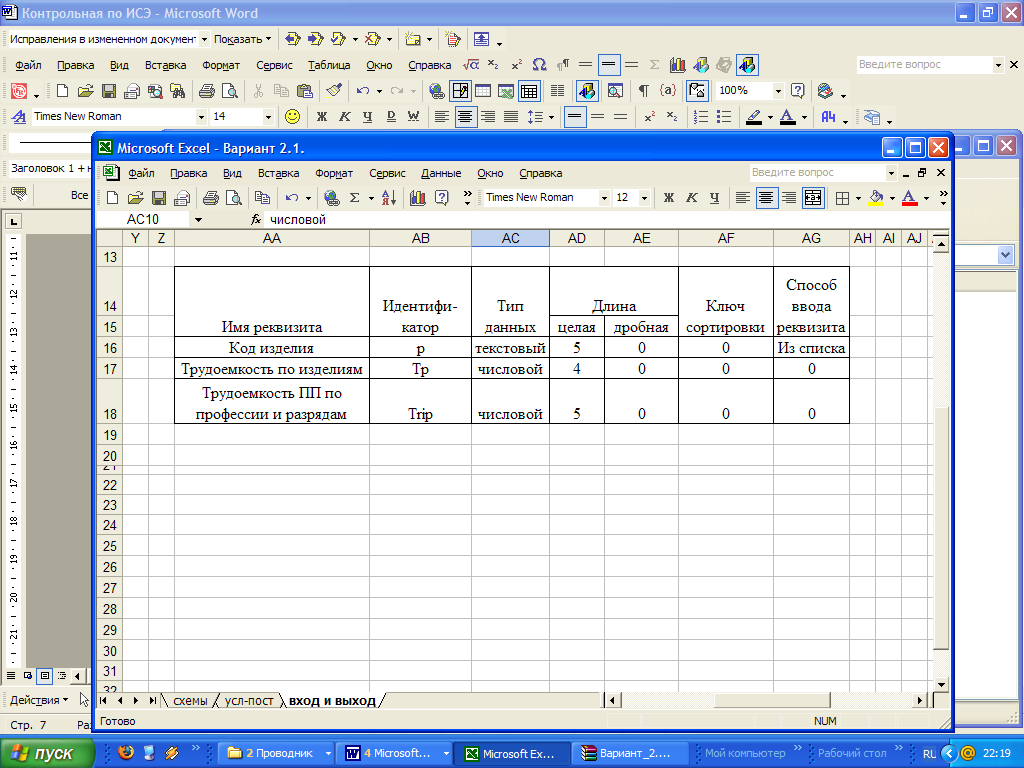 Контрольная по ИСЭ - Microsoft Word
Исправления в измененном документ Показать
Файл Правка Вид Вставка Формат Сервис Таблица Окно Справка Введите вопрос
100%
Times New Roman 14 Ж К Ч D W
Заголовок 1 + н
Все
Microsoft Excel - Вариант 2.1.
Файл Правка Вид Вставка Формат Сервис Данные Окно Справка Введите вопрос
Times New Roman 12 Ж К Ч
AC10 fx числовой
Y Z AA AB AC AD AE AF AG AH AI AJ
13
14 Имя реквизита Идентифи-катор Тип данных Длина Ключ сортировки Способ ввода реквизита
15 целая дробная
16 Код изделия p текстовый 5 0 0 Из списка
17 Трудоемкость по изделиям Tp числовой 4 0 0 0
18 Трудоемкость ПП по профессии и разрядам Trip числовой 5 0 0 0
19
20
21
22
23
24
25
26
27
28
29
30
31
32
схемы усл-пост вход и выход
Готово NUM
Действия
Стр. 7 Ра
пуск 2 Проводник 4 Microsoft... Microsoft Ex... Вариант_2.... Мой компьютер Рабочий стол RU 22:19